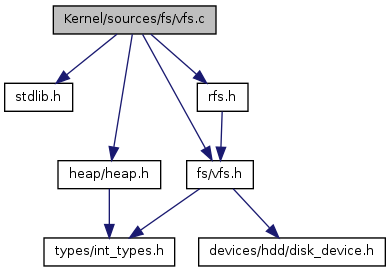 Kernel/sources/fs/vfs.c
stdlib.h
rfs.h
heap/heap.h
fs/vfs.h
types/int_types.h
devices/hdd/disk_device.h